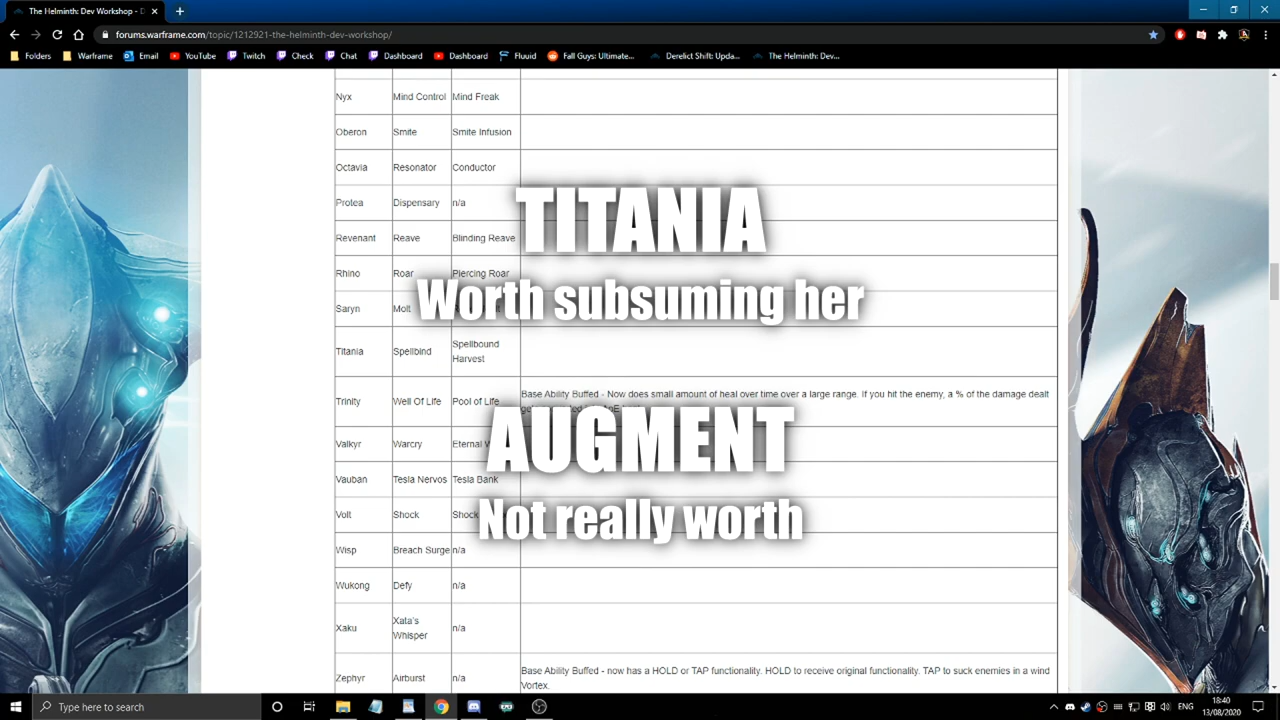 The Helminth: Dev Workshop - D
forums.warframe.com/topic/1212921-the-helminth-dev-workshop/
Folders Warframe Email YouTube Twitch Check Chat Dashboard Dashboard Fluuid Fall Guys: Ultimate... Derelict Shift: Upda... The Helminth: Dev...
Nyx Mind Control Mind Freak
Oberon Smite Smite Infusion
Octavia Resonator Conductor
Protea Dispensary n/a
TITANIA
Revenant Reave Blinding Reave
Rhino Roar Piercing Roar
Worth subsuming her
Saryn Molt
Titania Spellbind Spellbound
Harvest
Trinity Well Of Life Pool of Life Base Ability Buffed - Now does small amount of heal over time over a large range. If you hit the enemy, a % of the damage dealt
AUGMENT
Valkyr Warcry Eternal
Vauban Tesla Nervos Tesla Bank
Volt Shock Shock
Not really worth
Wisp Breach Surge n/a
Wukong Defy n/a
Xaku Xata's
Whisper n/a
Zephyr Airburst n/a Base Ability Buffed - now has a HOLD or TAP functionality. HOLD to receive original functionality. TAP to suck enemies in a wind
Vortex.
Type here to search
ENG
18:40
13/08/2020